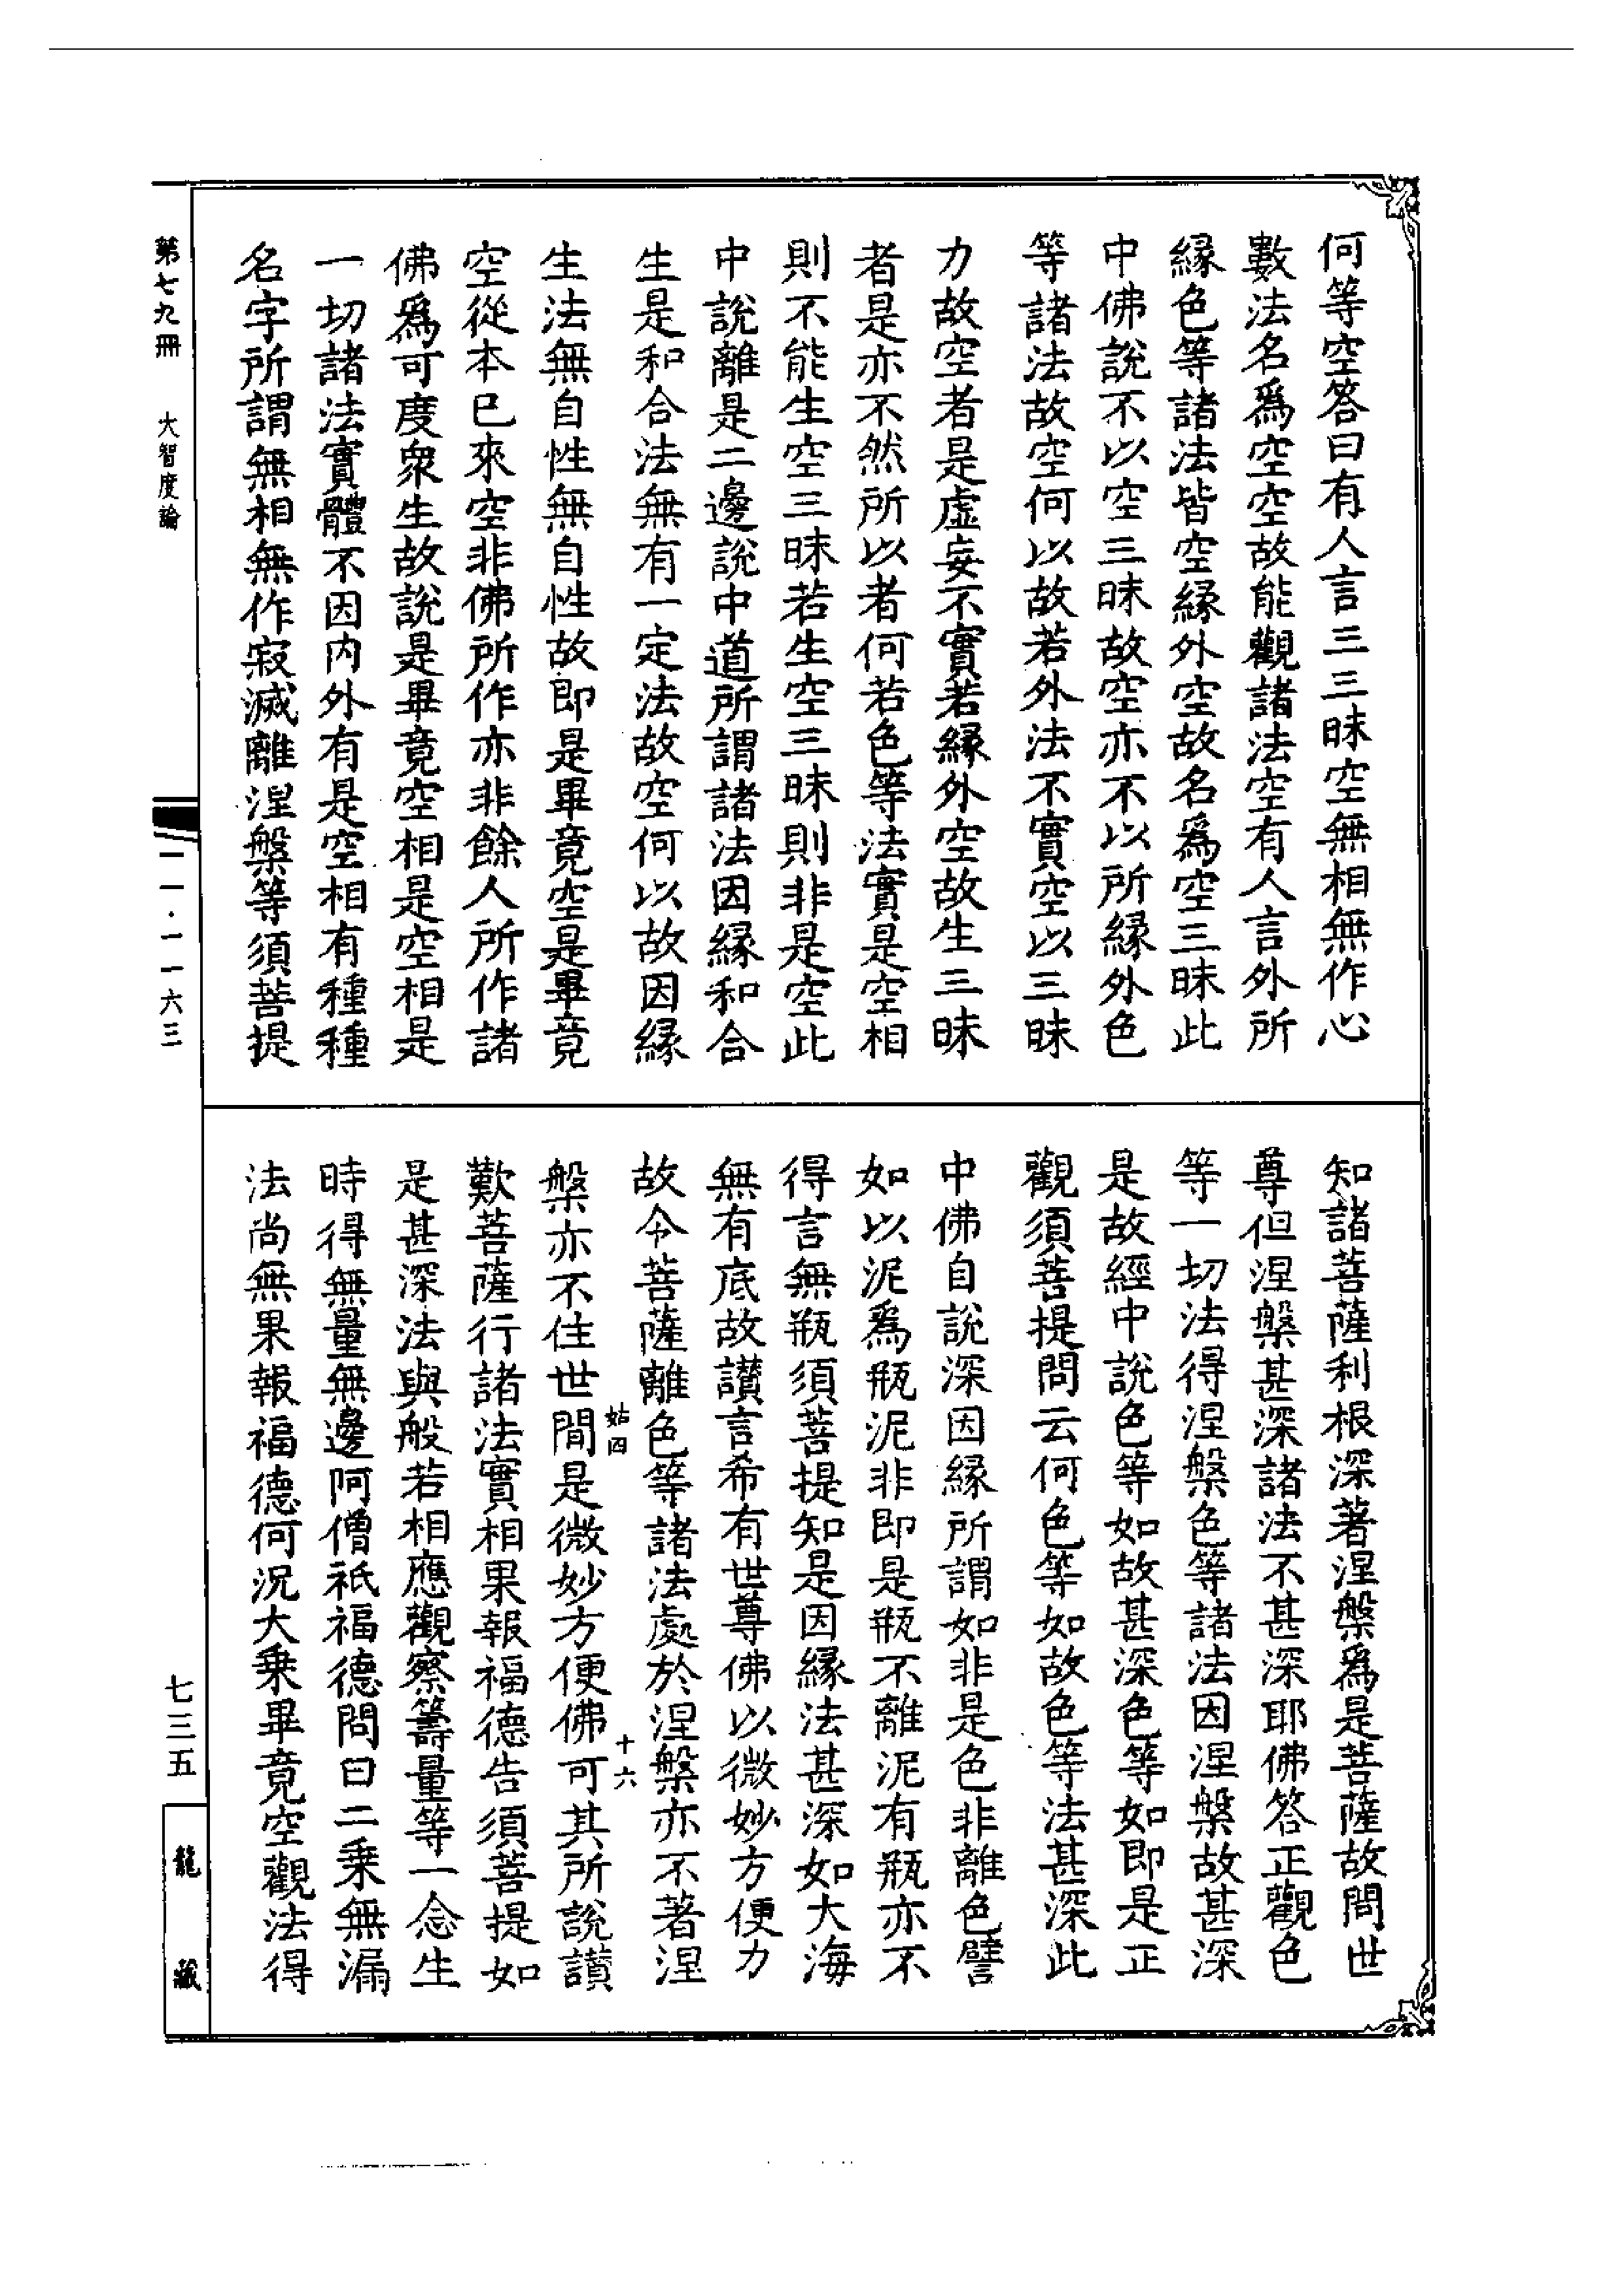 何等空答曰有人言三三昧空無相無作心
數法名爲空空故能觀諸法空有人言外所
緣色等諸法皆空緣外空故名爲空三昧此
中佛說不以空三昧故空亦不以所緣外色
等諸法故空何以故若外法不實空以三昧
力故空者是虛妄不實若緣外空故生三昧
者是亦不然所以者何若色等法實是空相
則不能生空三昧若生空三昧則非是空此
中說離是二邊說中道所謂諸法因緣和合
生是和合法無有一定法故空何以故因緣
生法無自性無自性故即是畢竟空是畢竟
空從本已來空非佛所作亦非餘人所作諸
佛爲可度衆生故說是畢竟空相是空相是
一切諸法實體不因內外有是空相有種種
名字所謂無相無作寂滅離涅槃等須菩提
知諸菩薩利根深著涅槃爲是菩薩故問世
尊但涅槃甚深諸法不甚深耶佛答正觀色
等一切法得涅槃色等諸法因涅槃故甚深
是故經中說色等如故甚深色等如即是正
觀須菩提問云何色等如故色等法甚深此
中佛自說深因緣所謂如非是色非離色譬
如以泥爲瓶泥非即是瓶不離泥有瓶亦不
得言無瓶須菩提知是因緣法甚深如大海
無有底故讚言希有世尊佛以微妙方便力
故令菩薩離色等諸法處於涅槃亦不著涅
槃亦不住世間是微妙方便佛可其所說讚
歎菩薩行諸法實相果報福德告須菩提如
是甚深法與般若相應觀察籌量等一念生
時得無量無邊阿僧祇福德問曰二乘無漏
法尚無果報福德何況大乘畢竟空觀法得
姑四
十六
第七九冊
大智度論
一一·一一六三
七三五
龍藏